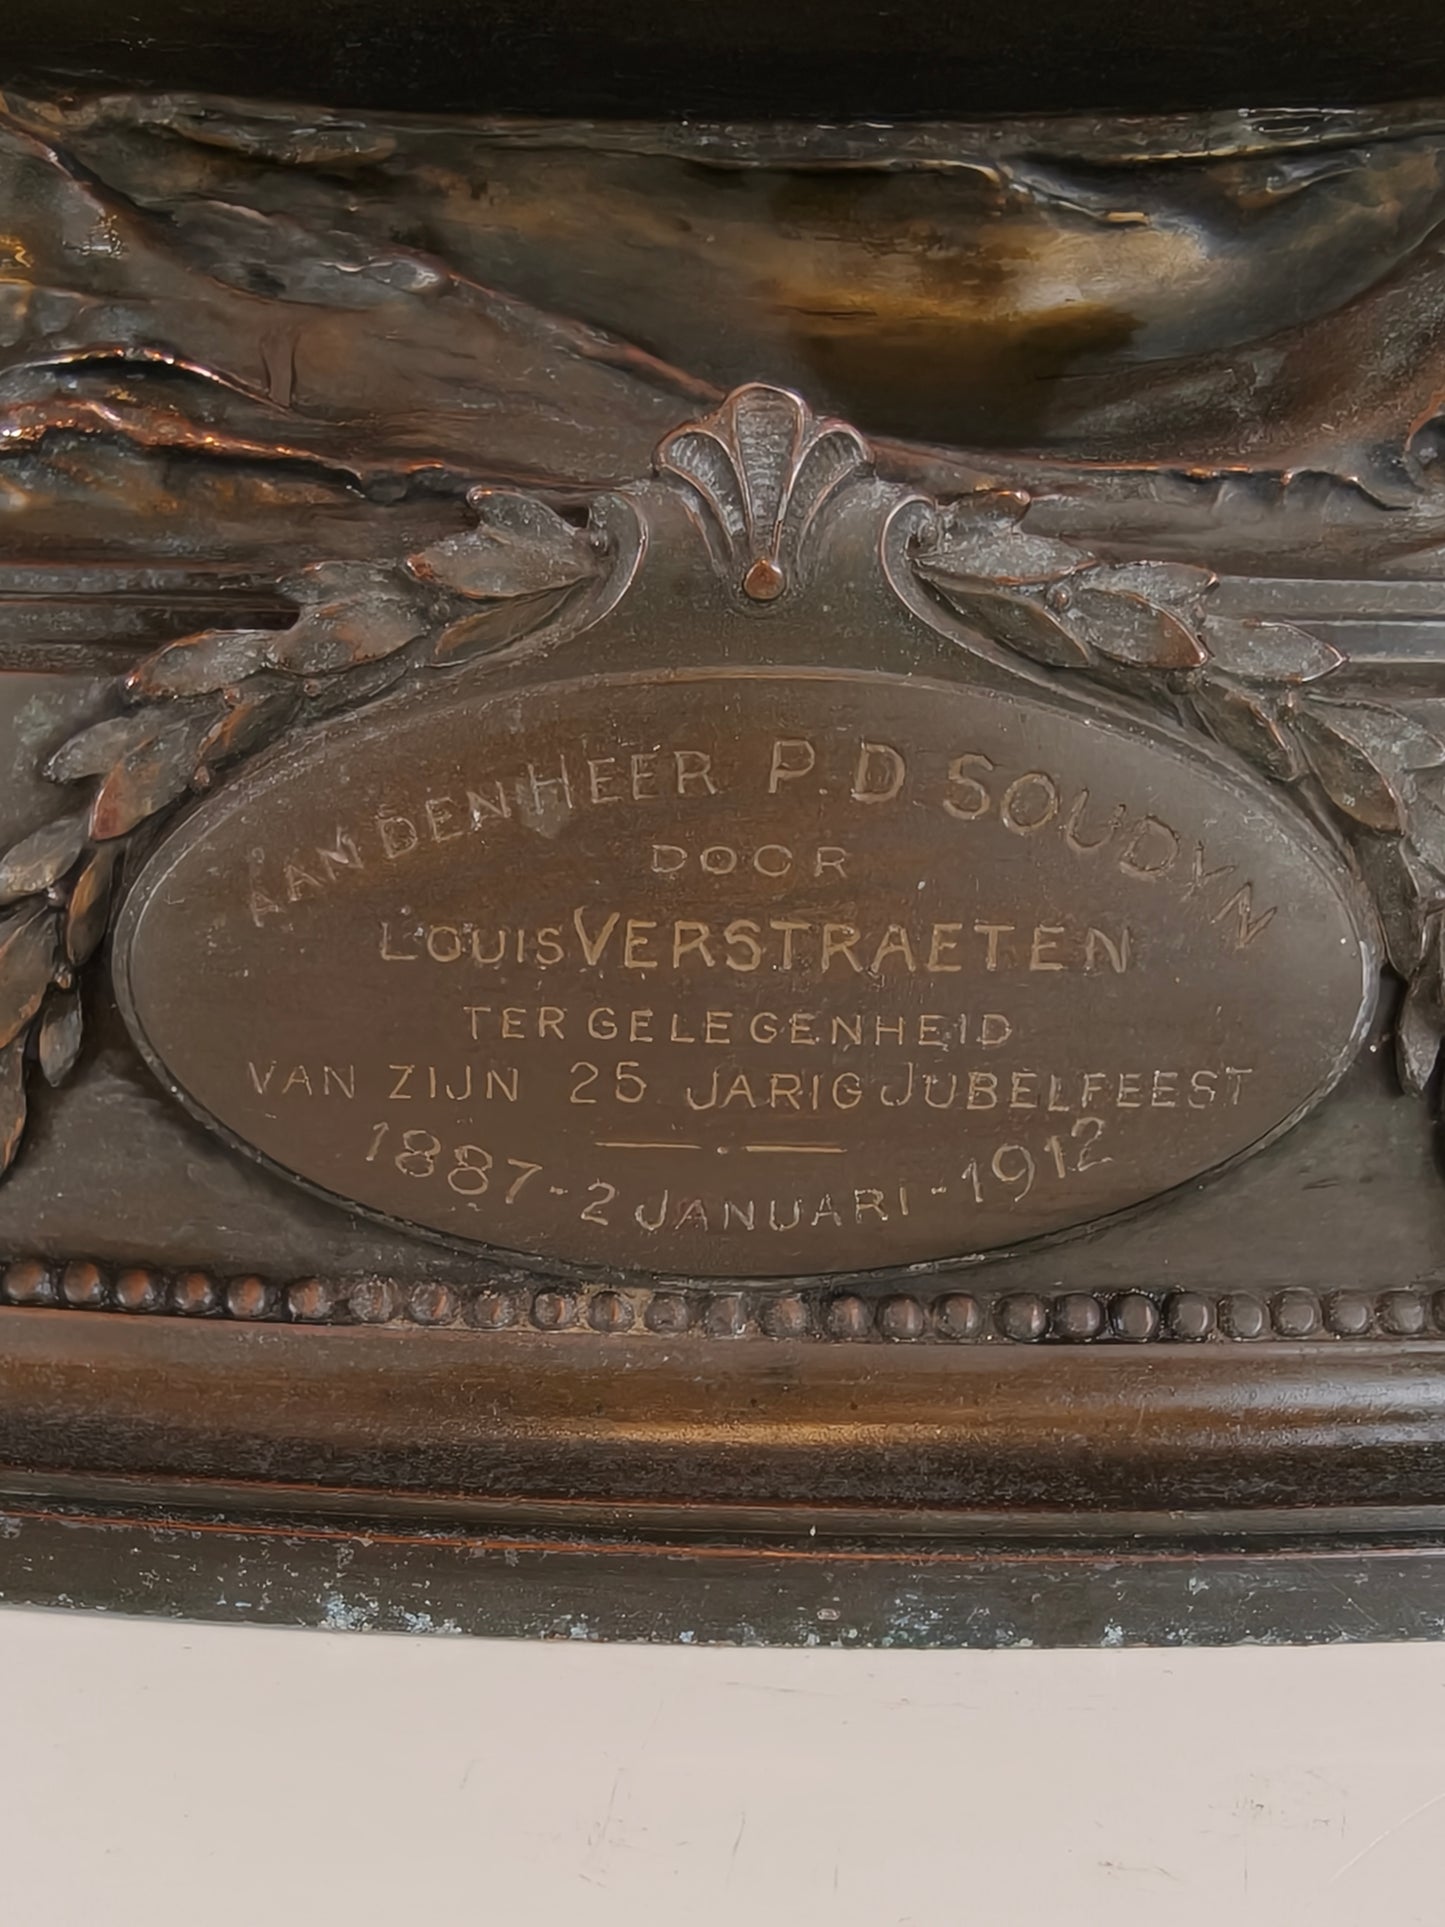 AAN DEN HEER P.D SOUDYN
DOOR
LOUIS VERSTRAETEN
TER GELEGENHEID
VAN ZIJN 25 JARIG JUBELFEEST
1887 - 2 JANUARI - 1912